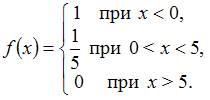 f(x) = { 1 при x < 0,
1/5 при 0 < x < 5,
0 при x > 5.